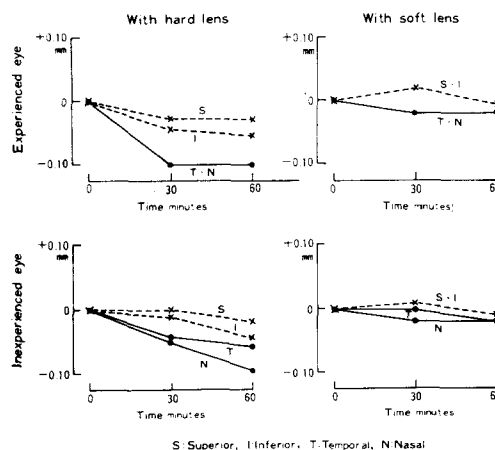 With hard lens
With soft lens
Experienced eye
+0.10
mm
0
-0.10
S
I
T·N
0 30 60
Time minutes
+0.10
mm
0
-0.10
S·I
T·N
0 30 60
Time minutes
Inexperienced eye
+0.10
mm
0
-0.10
S
I
T
N
0 30 60
Time minutes
+0.10
mm
0
-0.10
S·I
T
N
0 30 60
Time minutes
S:Superior, I:Inferior, T:Temporal, N:Nasal